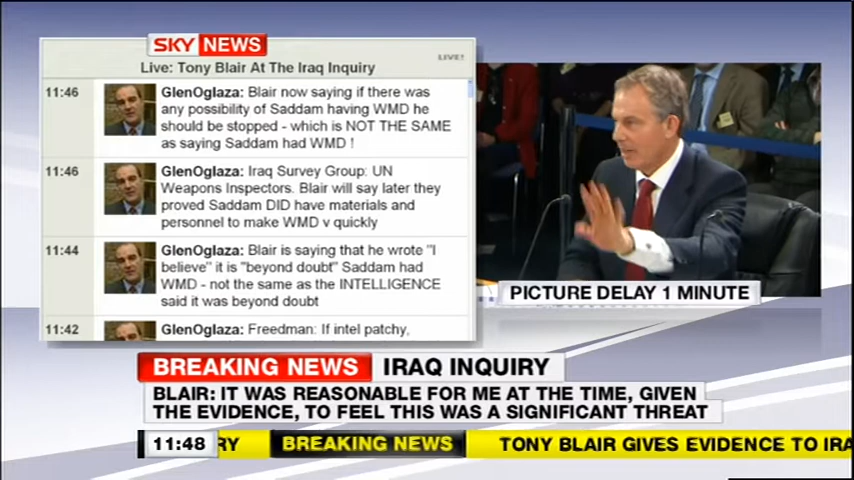 SKY NEWS
LIVE!
Live: Tony Blair At The Iraq Inquiry
11:46
GlenOglaza: Blair now saying if there was
any possibility of Saddam having WMD he
should be stopped - which is NOT THE SAME
as saying Saddam had WMD !
11:46
GlenOglaza: Iraq Survey Group: UN
Weapons Inspectors. Blair will say later they
proved Saddam DID have materials and
personnel to make WMD v quickly
11:44
GlenOglaza: Blair is saying that he wrote "I
believe" it is "beyond doubt" Saddam had
WMD - not the same as the INTELLIGENCE
said it was beyond doubt
11:42
GlenOglaza: Freedman: If intel patchy,
PICTURE DELAY 1 MINUTE
BREAKING NEWS IRAQ INQUIRY
BLAIR: IT WAS REASONABLE FOR ME AT THE TIME, GIVEN
THE EVIDENCE, TO FEEL THIS WAS A SIGNIFICANT THREAT
11:48 RY BREAKING NEWS TONY BLAIR GIVES EVIDENCE TO IRA